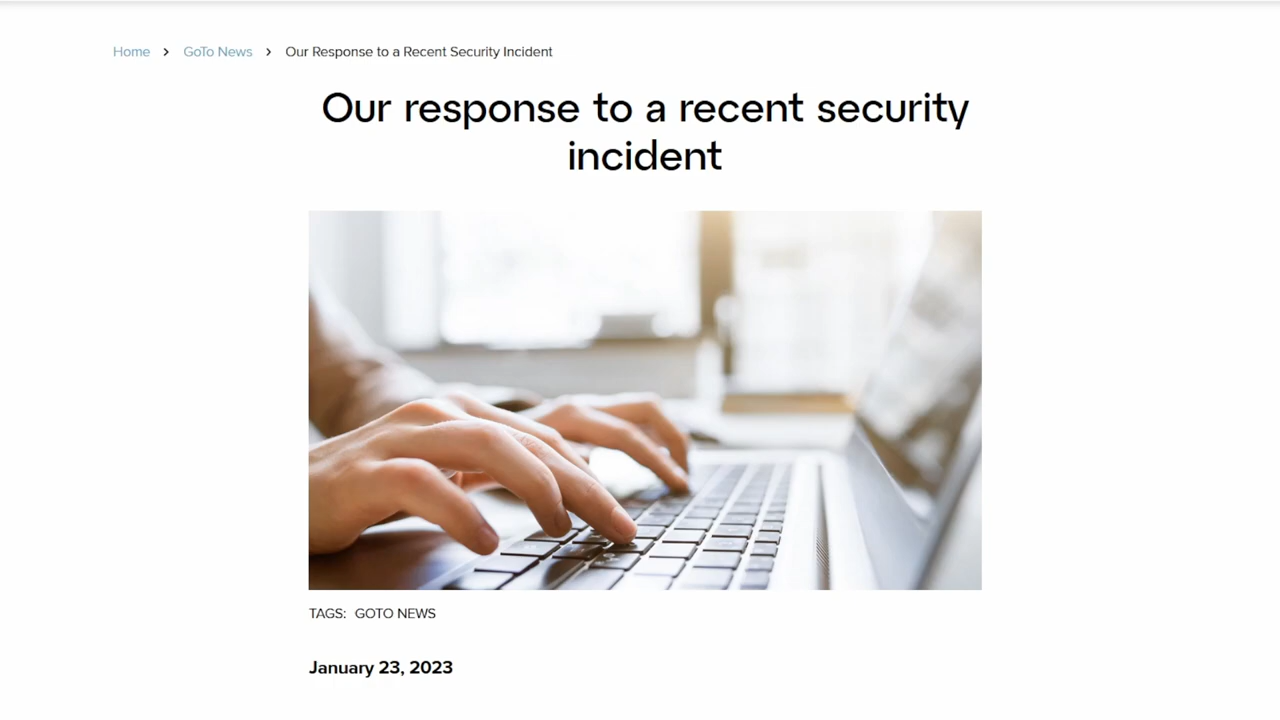 Home > GoTo News > Our Response to a Recent Security Incident
Our response to a recent security
incident
TAGS: GOTO NEWS
January 23, 2023